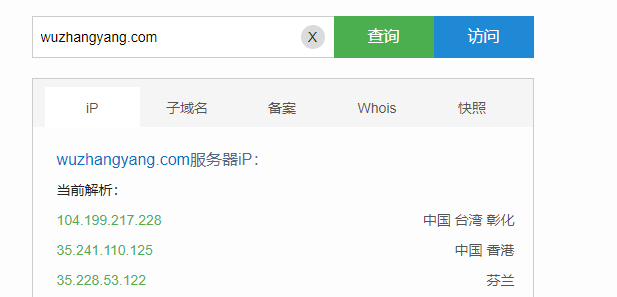 wuzhangyang.com X 查询 访问
iP 子域名 备案 Whois 快照
wuzhangyang.com服务器iP：
当前解析：
104.199.217.228 中国 台湾 彰化
35.241.110.125 中国 香港
35.228.53.122 芬兰